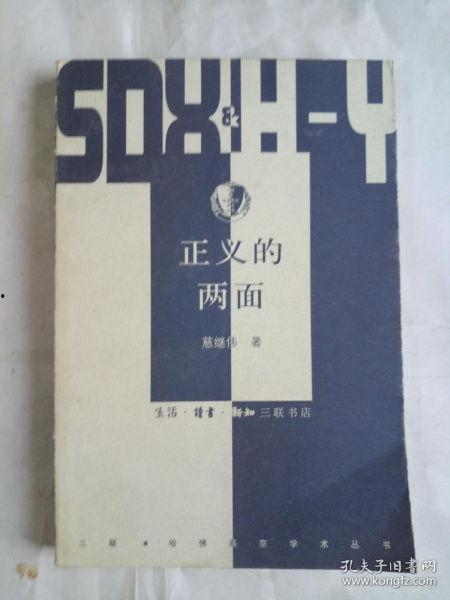 SDX&H-Y
正义的
两面
慈继伟 著
生活·讀書·新知三联书店
三联·哈佛燕京学术丛书
孔夫子旧书网
www.kongfz.com